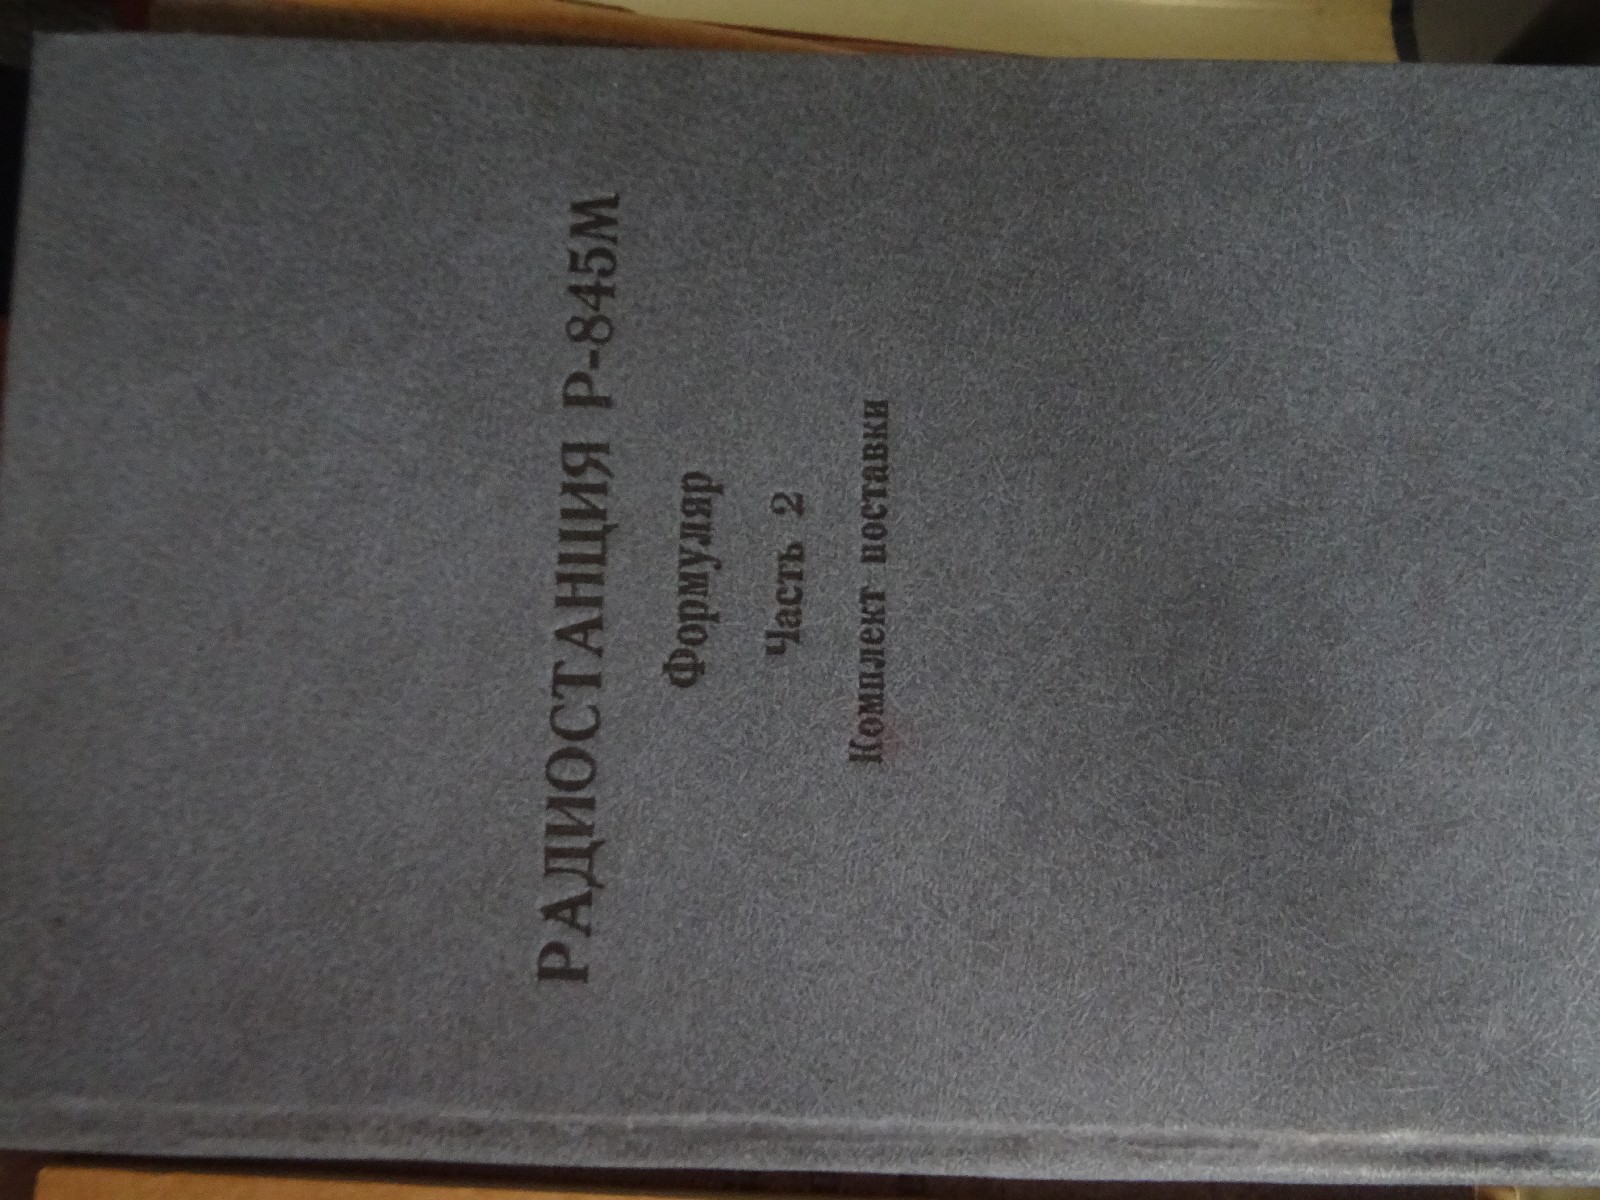 РАДИОСТАНЦИЯ Р-845М
Формуляр
Часть 2
Комплект поставки